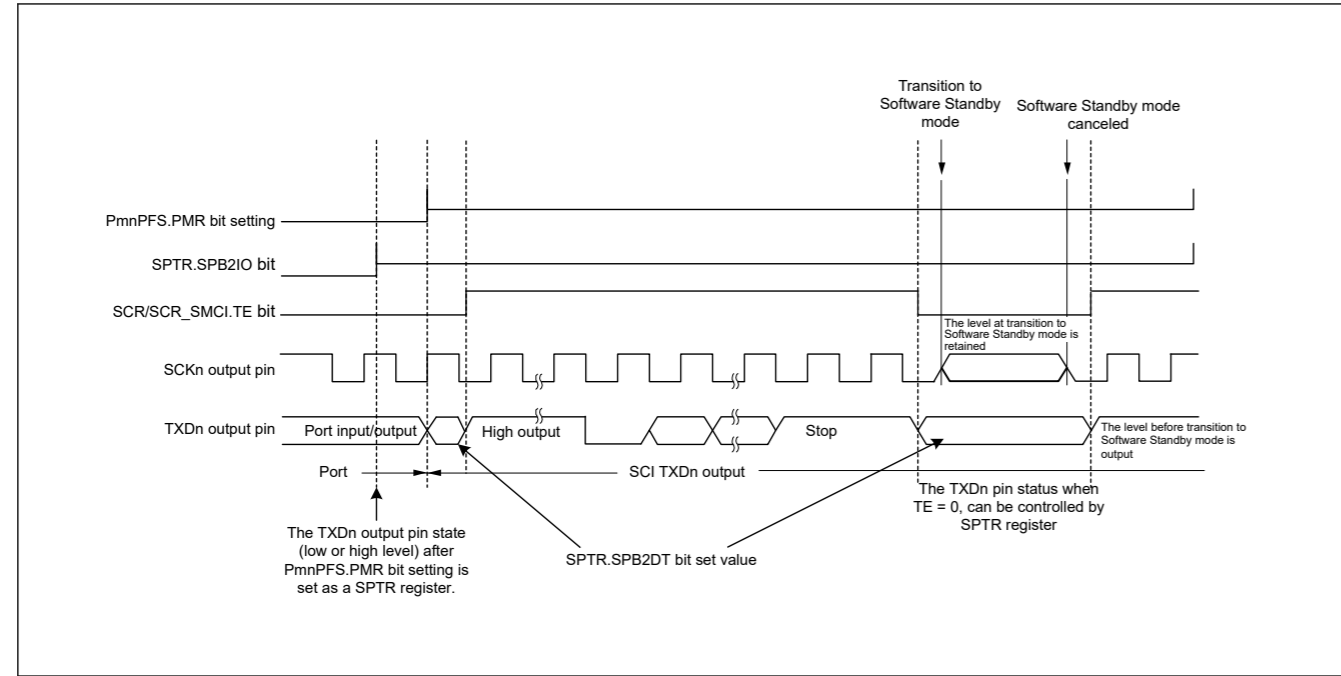 Transition to
Software Standby
mode
Software Standby mode
canceled
PmnPFS.PMR bit setting
SPTR.SPB2IO bit
SCR/SCR_SMCI.TE bit
The level at transition to
Software Standby mode is
retained
SCKn output pin
TXDn output pin
Port input/output
High output
Stop
The level before transition to
Software Standby mode is
output
Port
SCI TXDn output
The TXDn output pin state
(low or high level) after
PmnPFS.PMR bit setting is
set as a SPTR register.
SPTR.SPB2DT bit set value
The TXDn pin status when
TE = 0, can be controlled by
SPTR register